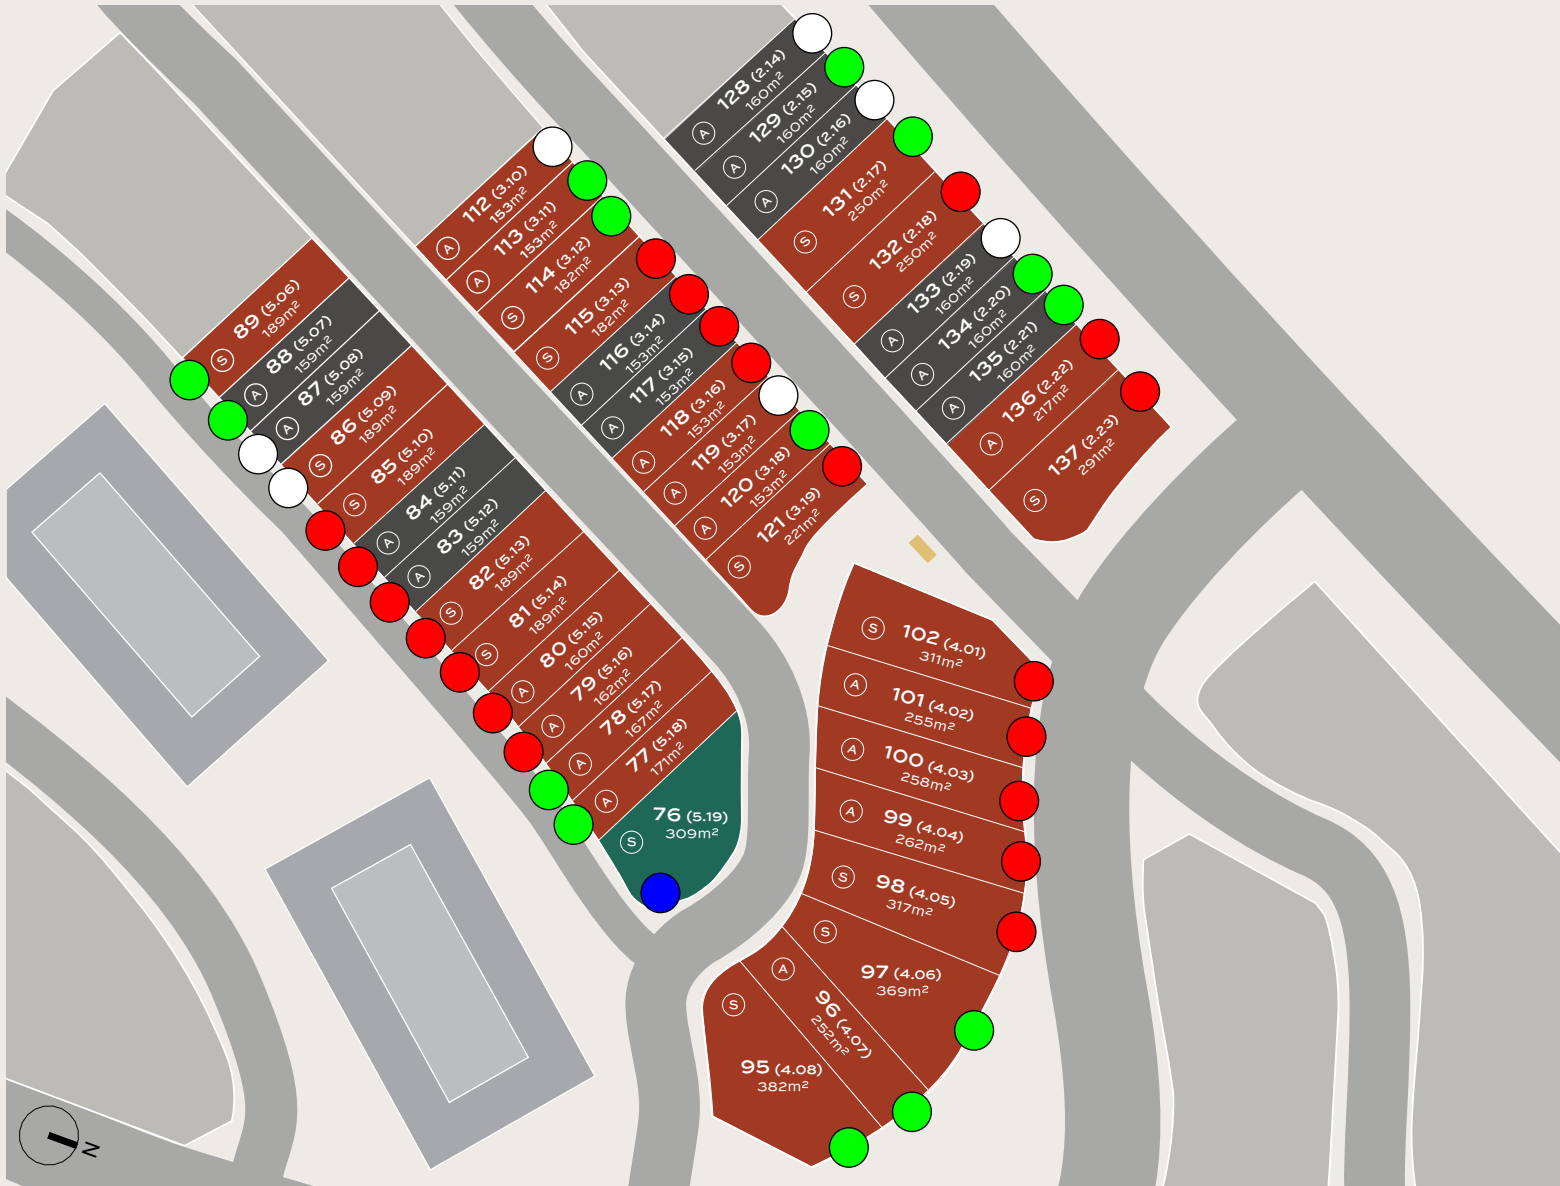 128 (2.14)
160m²
A
129 (2.15)
160m²
A
130 (2.16)
160m²
A
131 (2.17)
250m²
S
132 (2.18)
250m²
S
133 (2.19)
160m²
A
134 (2.20)
160m²
A
135 (2.21)
160m²
A
136 (2.22)
217m²
A
137 (2.23)
291m²
S
112 (3.10)
153m²
A
113 (3.11)
153m²
A
114 (3.12)
182m²
S
115 (3.13)
182m²
S
116 (3.14)
153m²
A
117 (3.15)
153m²
A
118 (3.16)
153m²
A
119 (3.17)
153m²
A
120 (3.18)
153m²
A
121 (3.19)
221m²
S
89 (5.06)
189m²
S
88 (5.07)
159m²
A
87 (5.08)
159m²
A
86 (5.09)
189m²
S
85 (5.10)
189m²
S
84 (5.11)
159m²
A
83 (5.12)
159m²
A
82 (5.13)
189m²
S
81 (5.14)
189m²
S
80 (5.15)
160m²
A
79 (5.16)
162m²
A
78 (5.17)
167m²
A
77 (5.18)
171m²
A
76 (5.19)
309m²
S
S
102 (4.01)
311m²
A
101 (4.02)
255m²
A
100 (4.03)
258m²
A
99 (4.04)
262m²
S
98 (4.05)
317m²
S
97 (4.06)
369m²
A
96 (4.07)
252m²
S
95 (4.08)
382m²
N